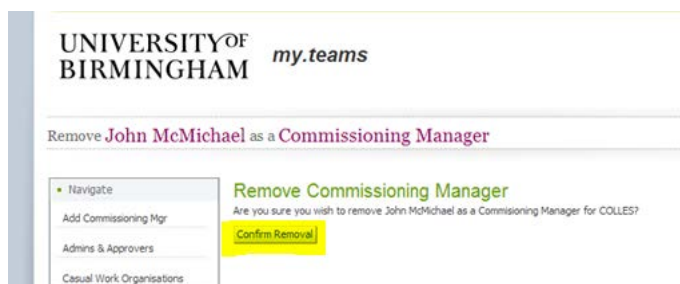 UNIVERSITY OF
BIRMINGHAM
my.teams
Remove John McMichael as a Commissioning Manager
• Navigate
Add Commissioning Mgr
Admins & Approvers
Casual Work Organisations
Remove Commissioning Manager
Are you sure you wish to remove John McMichael as a Commisioning Manager for COLLES?
Confirm Removal